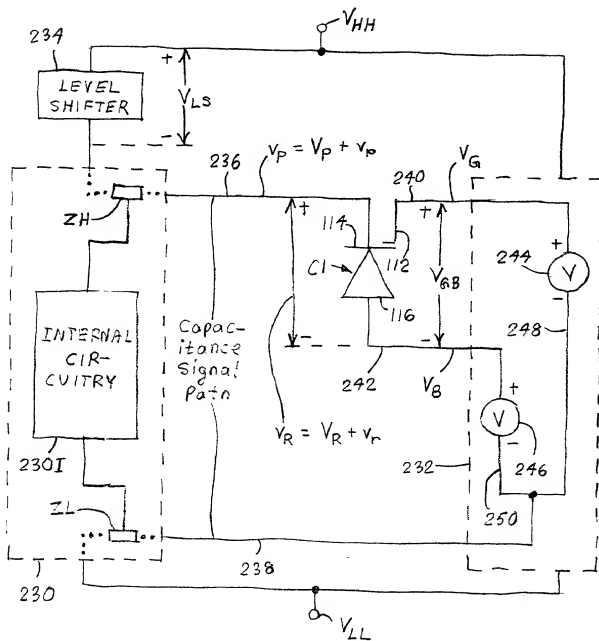 V_HH
234
LEVEL
SHIFTER
+
V_LS
-
236
v_P = V_P + v_p
240
V_G
ZH
114
+
+
+
112
C1
V_GB
244
V
-
116
248
INTERNAL
CIR-
CUITRY
Capac-
itance
Signal
Path
-
-
242
V_B
+
v_R = V_R + v_r
232
V
-
246
230I
250
ZL
238
230
V_LL